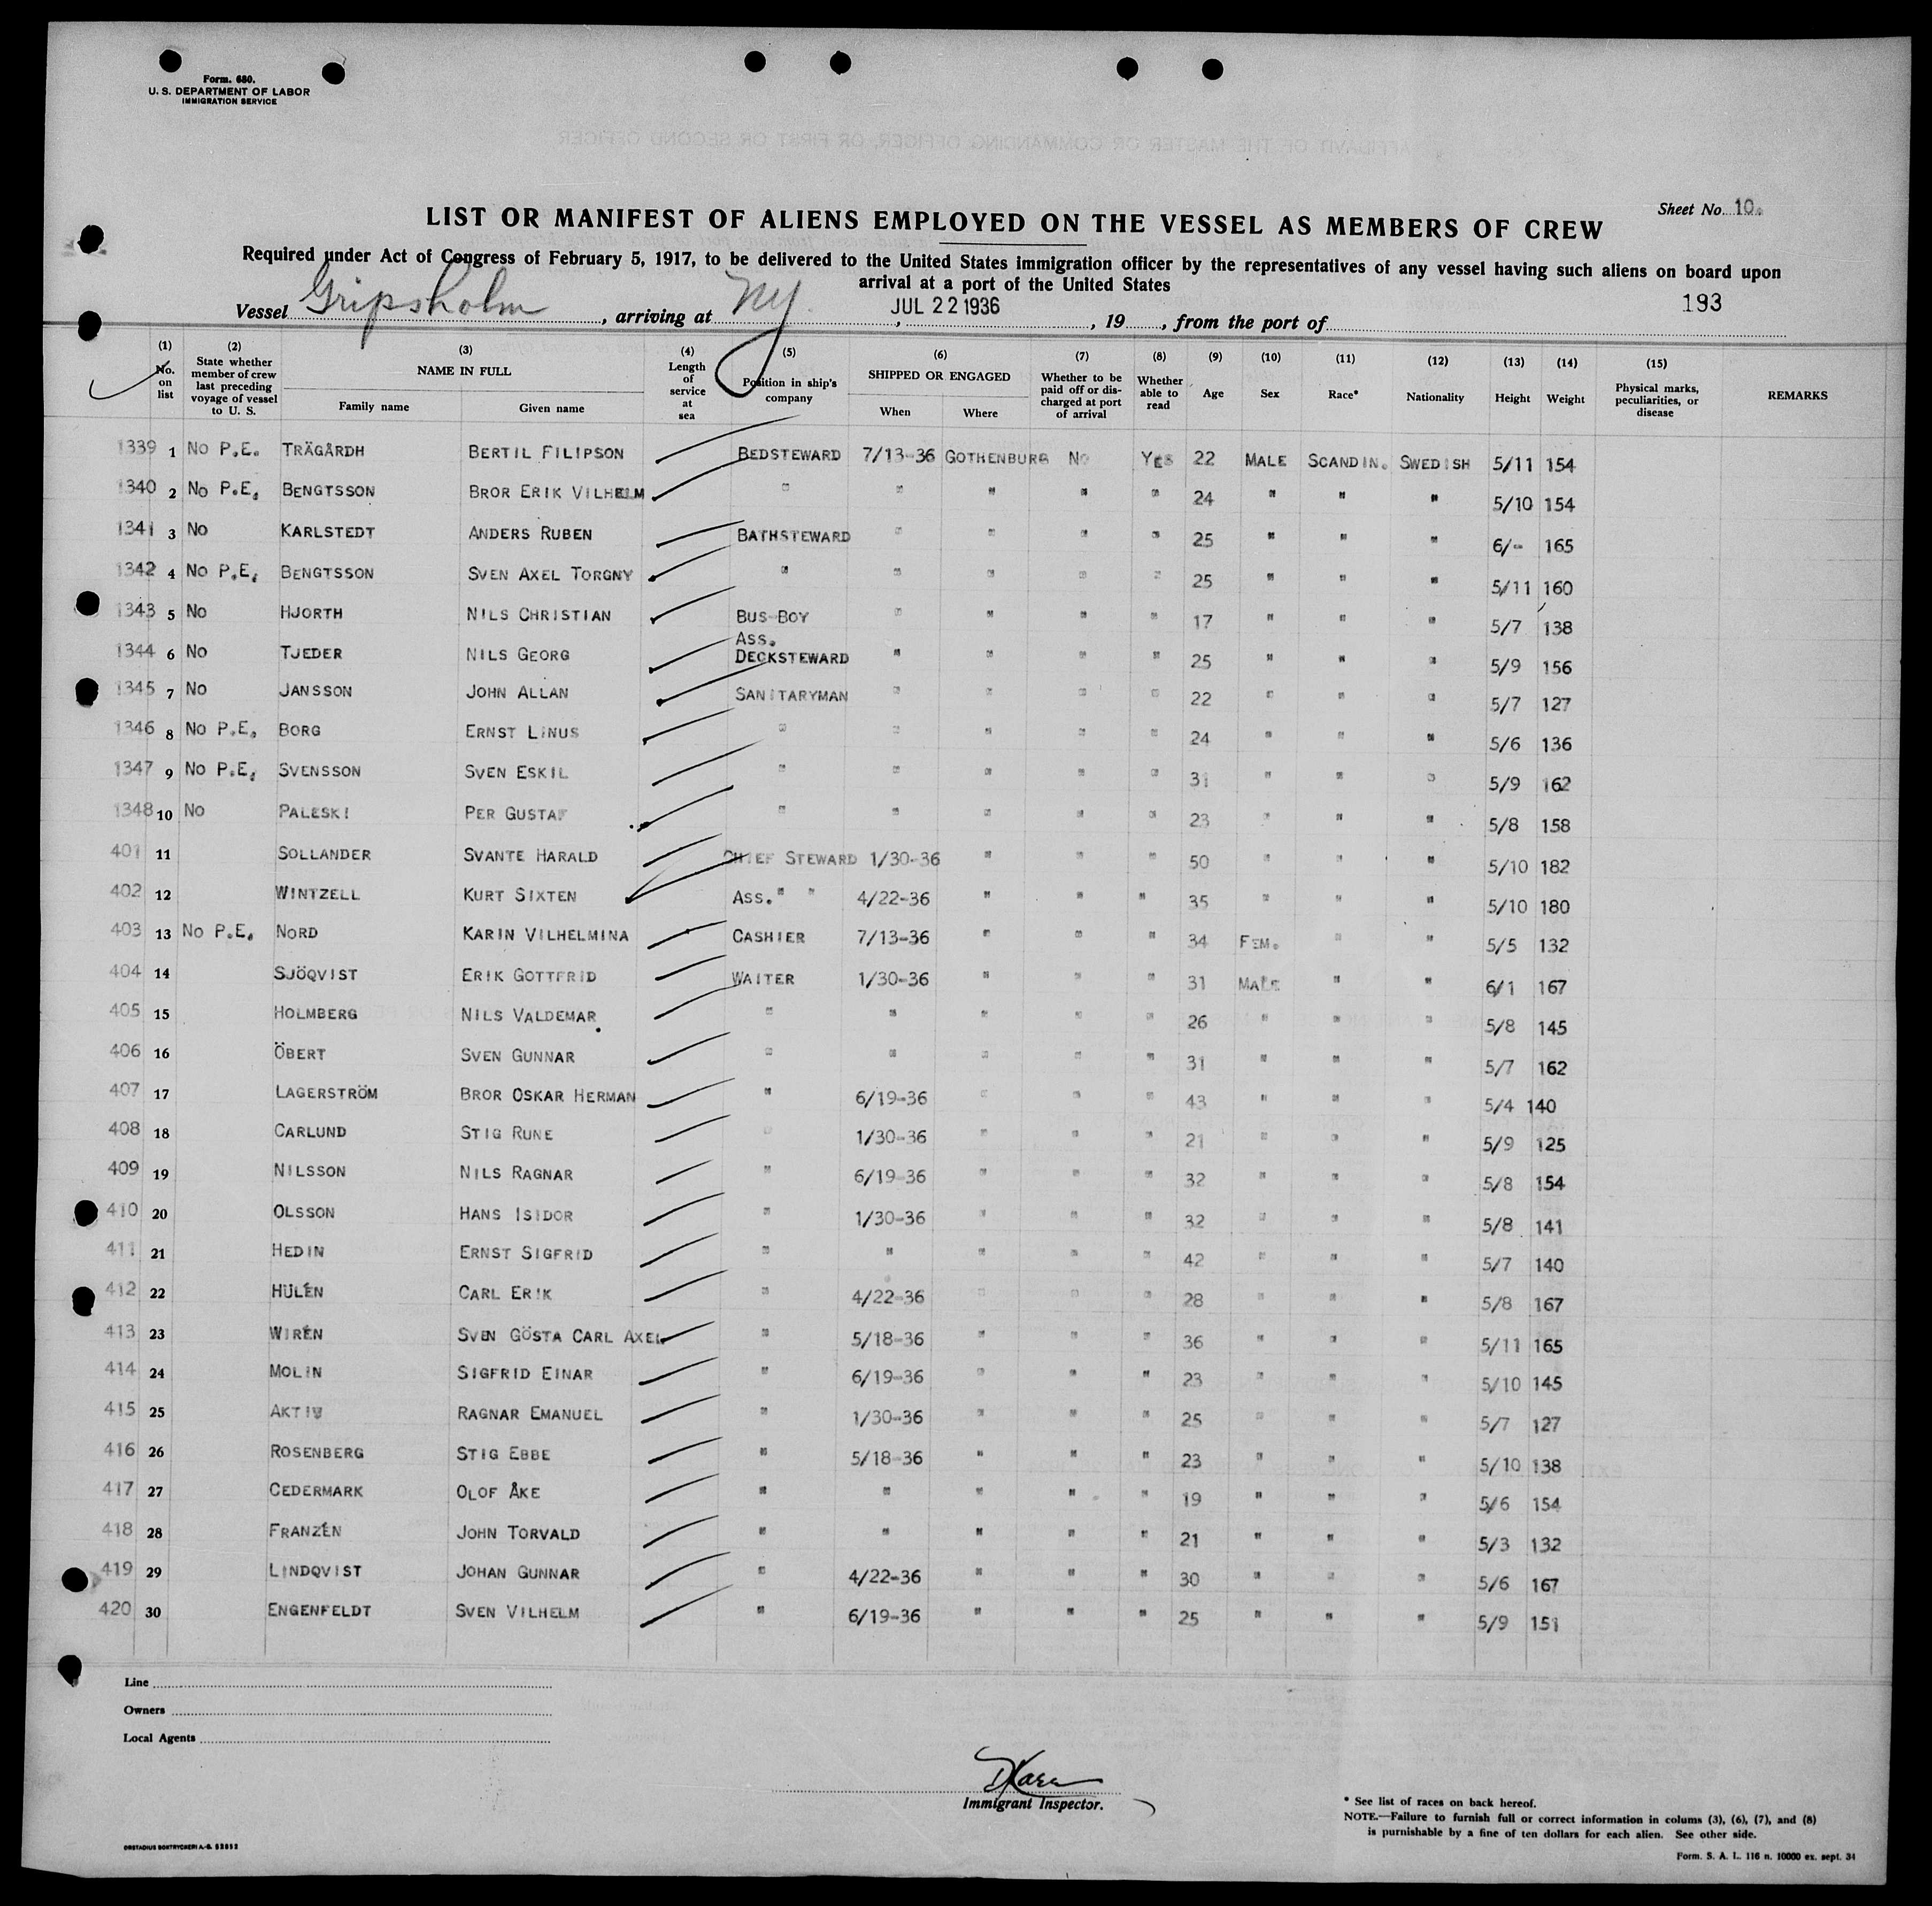 Form. 680.
U. S. DEPARTMENT OF LABOR
IMMIGRATION SERVICE
Sheet No. 10.
LIST OR MANIFEST OF ALIENS EMPLOYED ON THE VESSEL AS MEMBERS OF CREW
Required under Act of Congress of February 5, 1917, to be delivered to the United States immigration officer by the representatives of any vessel having such aliens on board upon
arrival at a port of the United States
193
Vessel Gripsholm, arriving at NY, JUL 22 1936, 19, from the port of
(1) (2) (3) (4) (5) (6) (7) (8) (9) (10) (11) (12) (13) (14) (15)
No. on list State whether member of crew last preceding voyage of vessel to U. S. NAME IN FULL Family name Given name Length of service at sea Position in ship's company SHIPPED OR ENGAGED When Where Whether to be paid off or discharged at port of arrival Whether able to read Age Sex Race* Nationality Height Weight Physical marks, peculiarities, or disease REMARKS
1339 1 No P.E. TRÄGÅRDH BERTIL FILIPSON BEDSTEWARD 7/13-36 GOTHENBURG No YES 22 MALE SCANDIN. SWEDISH 5/11 154
1340 2 No P.E. BENGTSSON BROR ERIK VILHELM " " " " " 24 " " " 5/10 154
1341 3 No KARLSTEDT ANDERS RUBEN BATHSTEWARD " " " " 25 " " " 6/- 165
1342 4 No P.E. BENGTSSON SVEN AXEL TORGNY " " " " " 25 " " " 5/11 160
1343 5 No HJORTH NILS CHRISTIAN BUS-BOY " " " " 17 " " " 5/7 138
1344 6 No TJEDER NILS GEORG ASS. DECKSTEWARD " " " " 25 " " " 5/9 156
1345 7 No JANSSON JOHN ALLAN SANITARYMAN " " " " 22 " " " 5/7 127
1346 8 No P.E. BORG ERNST LINUS " " " " " 24 " " " 5/6 136
1347 9 No P.E. SVENSSON SVEN ESKIL " " " " " 31 " " " 5/9 162
1348 10 No PALESKI PER GUSTAF " " " " " 23 " " " 5/8 158
401 11 SOLLANDER SVANTE HARALD CHIEF STEWARD 1/30-36 " " " 50 " " " 5/10 182
402 12 WINTZELL KURT SIXTEN ASS. " " 4/22-36 " " " 35 " " " 5/10 180
403 13 No P.E. NORD KARIN VILHELMINA CASHIER 7/13-36 " " " 34 FEM. " " 5/5 132
404 14 SJÖQVIST ERIK GOTTFRID WAITER 1/30-36 " " " 31 MALE " " 6/1 167
405 15 HOLMBERG NILS VALDEMAR " " " " " 26 " " " 5/8 145
406 16 ÖBERT SVEN GUNNAR " " " " " 31 " " " 5/7 162
407 17 LAGERSTRÖM BROR OSKAR HERMAN " 6/19-36 " " " 43 " " " 5/4 140
408 18 CARLUND STIG RUNE " 1/30-36 " " " 21 " " " 5/9 125
409 19 NILSSON NILS RAGNAR " 6/19-36 " " " 32 " " " 5/8 154
410 20 OLSSON HANS ISIDOR " 1/30-36 " " " 32 " " " 5/8 141
411 21 HEDIN ERNST SIGFRID " " " " " 42 " " " 5/7 140
412 22 HULÉN CARL ERIK " 4/22-36 " " " 28 " " " 5/8 167
413 23 WIRÉN SVEN GÖSTA CARL AXEL " 5/18-36 " " " 36 " " " 5/11 165
414 24 MOLIN SIGFRID EINAR " 6/19-36 " " " 23 " " " 5/10 145
415 25 RAGNAR EMANUEL " 1/30-36 " " " 25 " " " 5/7 127
416 26 ROSENBERG STIG EBBE " 5/18-36 " " " 23 " " " 5/10 138
417 27 CEDERMARK OLOF ÅKE " " " " " 19 " " " 5/6 154
418 28 FRANZÉN JOHN TORVALD " " " " " 21 " " " 5/3 132
419 29 LINDQVIST JOHAN GUNNAR " 4/22-36 " " " 30 " " " 5/6 167
420 30 ENGENFELDT SVEN VILHELM " 6/19-36 " " " 25 " " " 5/9 151
Line
Owners
Local Agents
Immigrant Inspector.
* See list of races on back hereof.
NOTE.—Failure to furnish full or correct information in colums (3), (6), (7), and (8)
is purnishable by a fine of ten dollars for each alien. See other side.
Form. S. A. L. 116 n. 10000 ex. sept. 34